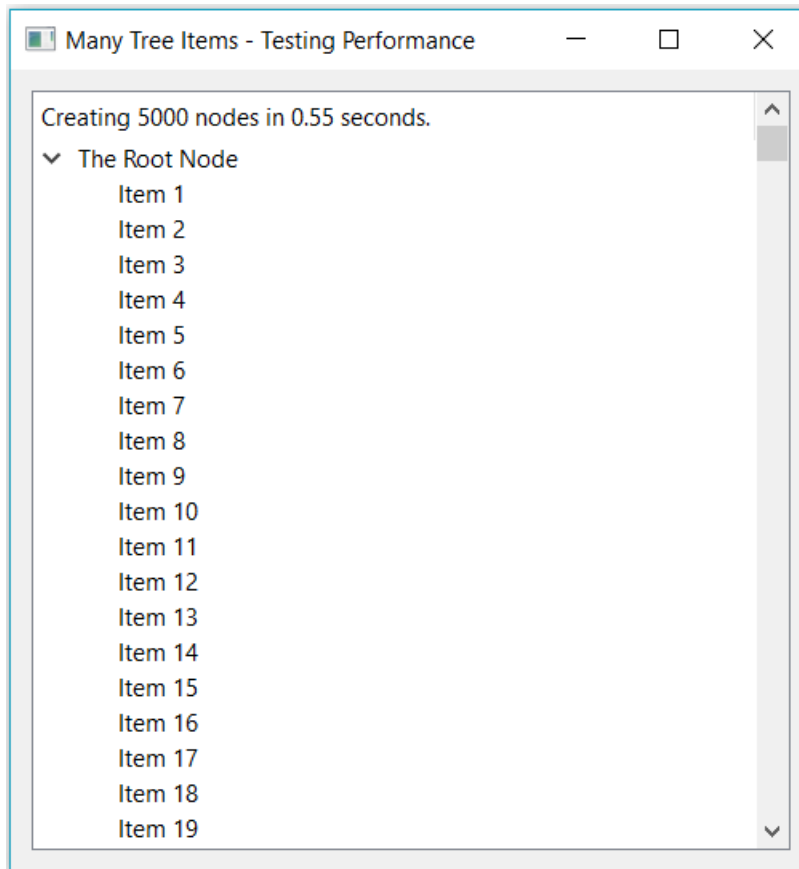 Many Tree Items - Testing Performance
Creating 5000 nodes in 0.55 seconds.
The Root Node
Item 1
Item 2
Item 3
Item 4
Item 5
Item 6
Item 7
Item 8
Item 9
Item 10
Item 11
Item 12
Item 13
Item 14
Item 15
Item 16
Item 17
Item 18
Item 19